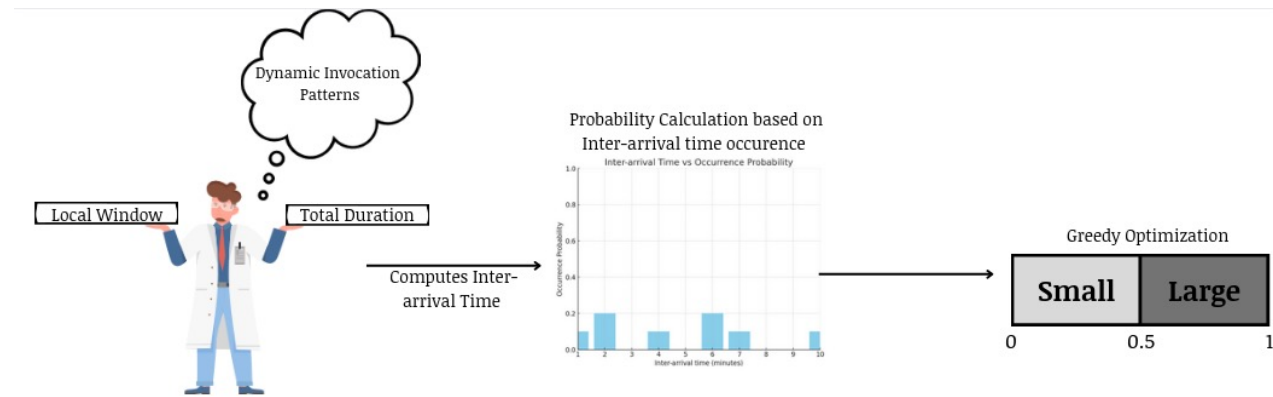 Dynamic Invocation
Patterns
Local Window
Total Duration
Computes Inter-
arrival Time
Probability Calculation based on
Inter-arrival time occurence
Inter-arrival Time vs Occurrence Probability
Occurrence Probability
1.0
0.8
0.6
0.4
0.2
0.0
1 2 3 4 5 6 7 8 9 10
Inter-arrival time (minutes)
Greedy Optimization
Small Large
0 0.5 1